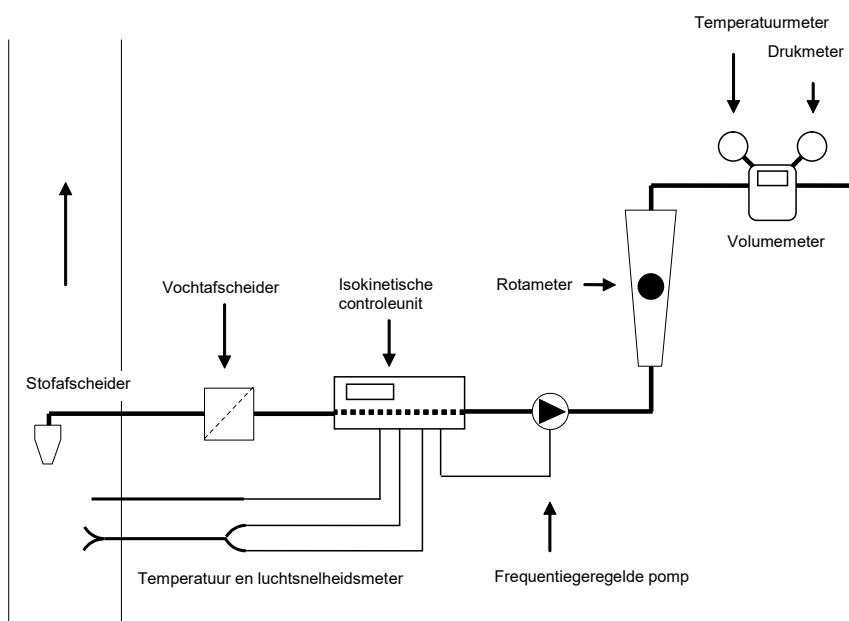 Temperatuurmeter
Drukmeter
Volumemeter
Vochtafscheider
Isokinetische
controleunit
Rotameter
Stofafscheider
Temperatuur en luchtsnelheidsmeter
Frequentiegeregelde pomp